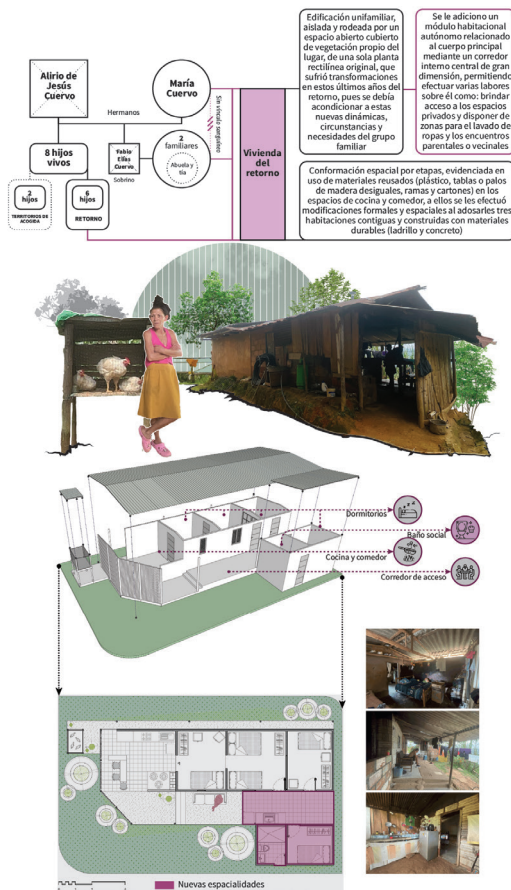 Alirio de
Jesús
Cuervo
María
Cuervo
Hermanos
8 hijos vivos
Fabio
Elías
Cuervo
Sobrino
2
familiares
Abuela y
tía
2
hijos
TERRITORIOS DE
ACOGIDA
6
hijos
RETORNO
Sin vínculo sangíneo
Vivienda
del
retorno
Edificación unifamiliar,
aislada y rodeada por un
espacio abierto cubierto
de vegetación propio del
lugar, de una sola planta
rectilínea original, que
sufrió transformaciones
en estos últimos años del
retorno, pues se debía
acondicionar a estas
nuevas dinámicas,
circunstancias y
necesidades del grupo
familiar
Se le adiciono un
módulo habitacional
autónomo relacionado
al cuerpo principal
mediante un corredor
interno central de gran
dimensión, permitiendo
efectuar varias labores
sobre él como: brindar
acceso a los espacios
privados y disponer de
zonas para el lavado de
ropas y los encuentros
parentales o vecinales
Conformación espacial por etapas, evidenciada en
uso de materiales reusados (plástico, tablas o palos
de madera desiguales, ramas y cartones) en los
espacios de cocina y comedor, a ellos se les efectuó
modificaciones formales y espaciales al adosarles tres
habitaciones contiguas y construidas con materiales
durables (ladrillo y concreto)
Dormitorios
Baño social
Cocina y comedor
Corredor de acceso
Nuevas espacialidades